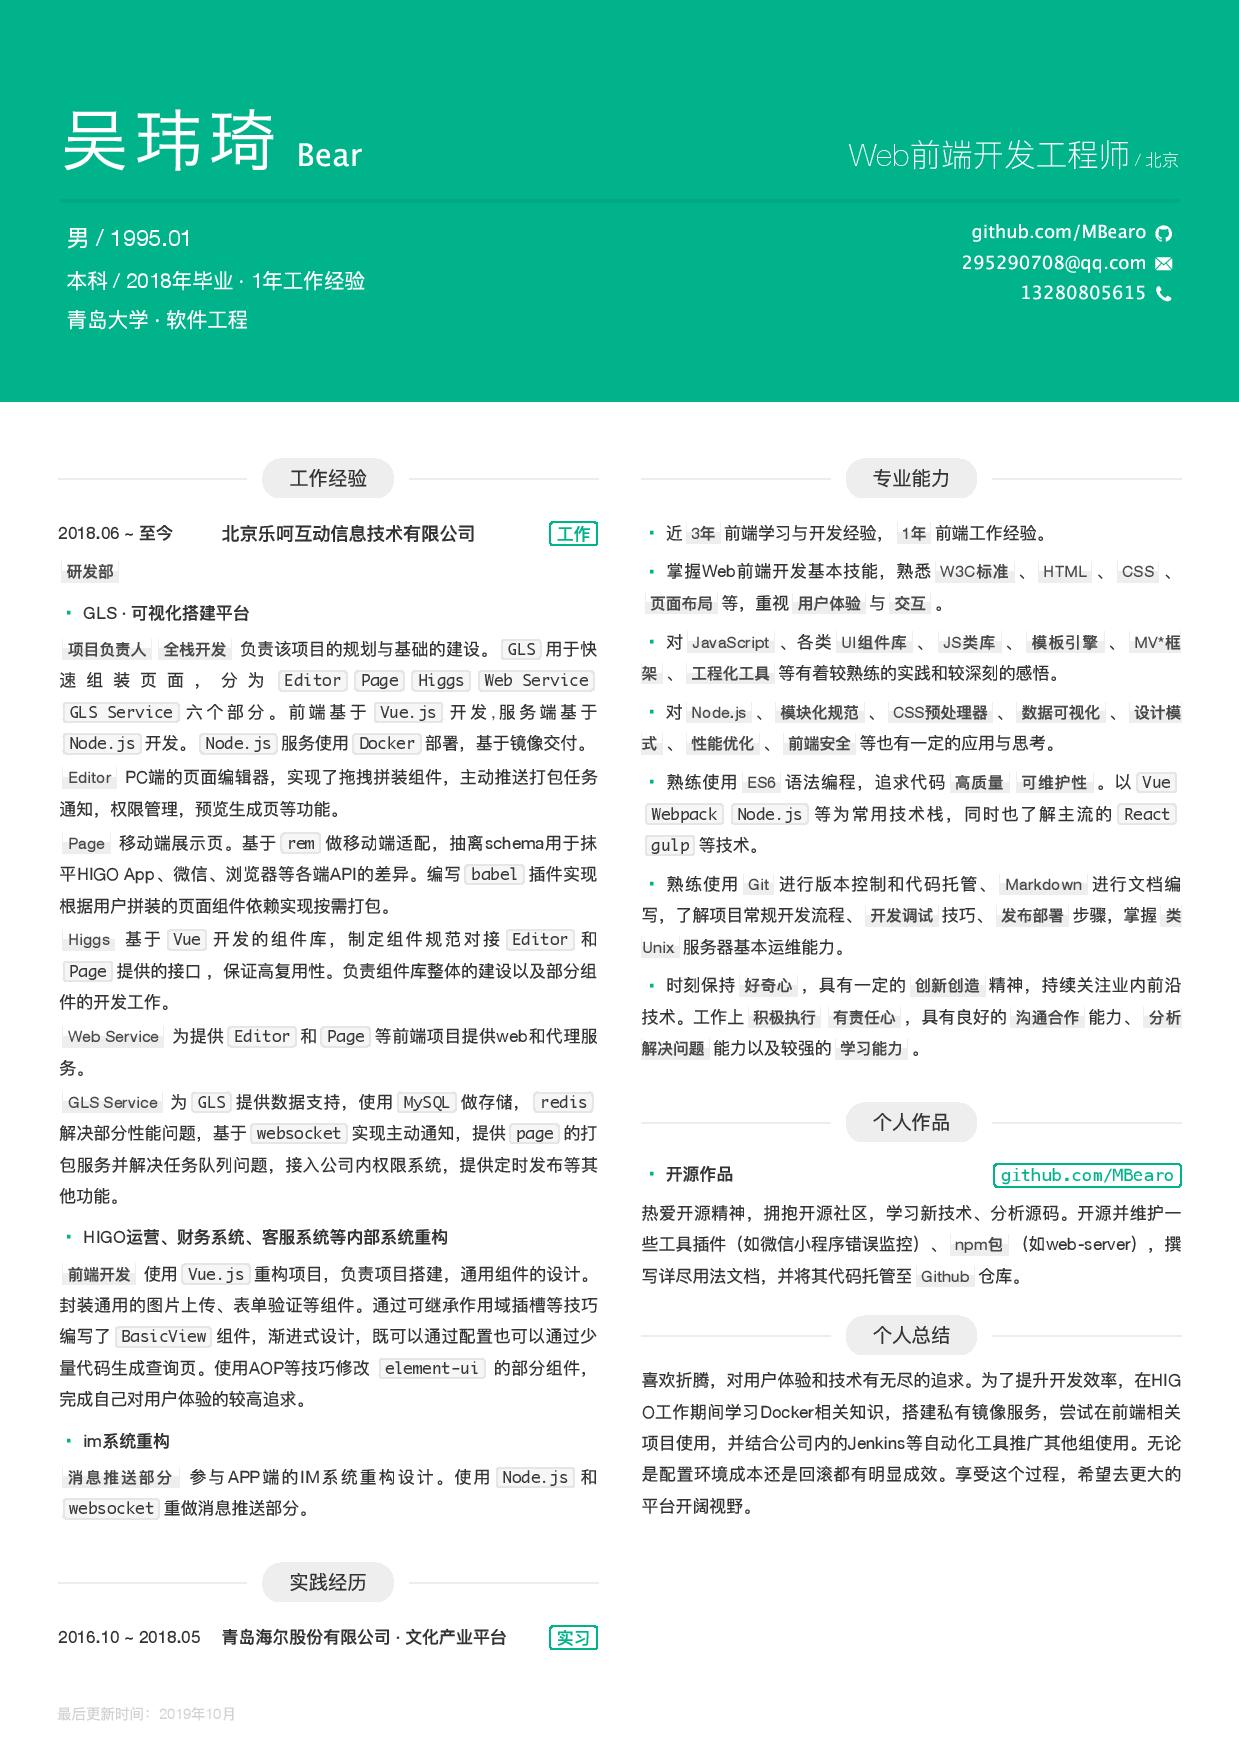 吴玮琦 Bear
Web前端开发工程师 / 北京
男 / 1995.01
本科 / 2018年毕业 · 1年工作经验
青岛大学 · 软件工程
github.com/MBearo
295290708@qq.com
13280805615
工作经验
2018.06 ~ 至今 北京乐呵互动信息技术有限公司 工作
研发部
GLS · 可视化搭建平台
项目负责人 全栈开发 负责该项目的规划与基础的建设。 GLS 用于快
速组装页面，分为 Editor Page Higgs Web Service
GLS Service 六个部分。前端基于 Vue.js 开发,服务端基于
Node.js 开发。 Node.js 服务使用 Docker 部署，基于镜像交付。
Editor PC端的页面编辑器，实现了拖拽拼装组件，主动推送打包任务
通知，权限管理，预览生成页等功能。
Page 移动端展示页。基于 rem 做移动端适配，抽离schema用于抹
平HIGO App、微信、浏览器等各端API的差异。编写 babel 插件实现
根据用户拼装的页面组件依赖实现按需打包。
Higgs 基于 Vue 开发的组件库，制定组件规范对接 Editor 和
Page 提供的接口 ，保证高复用性。负责组件库整体的建设以及部分组
件的开发工作。
Web Service 为提供 Editor 和 Page 等前端项目提供web和代理服
务。
GLS Service 为 GLS 提供数据支持，使用 MySQL 做存储， redis
解决部分性能问题，基于 websocket 实现主动通知，提供 page 的打
包服务并解决任务队列问题，接入公司内权限系统，提供定时发布等其
他功能。
HIGO运营、财务系统、客服系统等内部系统重构
前端开发 使用 Vue.js 重构项目，负责项目搭建，通用组件的设计。
封装通用的图片上传、表单验证等组件。通过可继承作用域插槽等技巧
编写了 BasicView 组件，渐进式设计，既可以通过配置也可以通过少
量代码生成查询页。使用AOP等技巧修改 element-ui 的部分组件，
完成自己对用户体验的较高追求。
im系统重构
消息推送部分 参与APP端的IM系统重构设计。使用 Node.js 和
websocket 重做消息推送部分。
实践经历
2016.10 ~ 2018.05 青岛海尔股份有限公司 · 文化产业平台 实习
专业能力
近 3年 前端学习与开发经验， 1年 前端工作经验。
掌握Web前端开发基本技能，熟悉 W3C标准 、 HTML 、 CSS 、
页面布局 等，重视 用户体验 与 交互 。
对 JavaScript 、各类 UI组件库 、 JS类库 、 模板引擎 、 MV*框
架 、 工程化工具 等有着较熟练的实践和较深刻的感悟。
对 Node.js 、 模块化规范 、 CSS预处理器 、 数据可视化 、 设计模
式 、 性能优化 、 前端安全 等也有一定的应用与思考。
熟练使用 ES6 语法编程，追求代码 高质量 可维护性 。以 Vue
Webpack Node.js 等为常用技术栈，同时也了解主流的 React
gulp 等技术。
熟练使用 Git 进行版本控制和代码托管、 Markdown 进行文档编
写，了解项目常规开发流程、 开发调试 技巧、 发布部署 步骤，掌握 类
Unix 服务器基本运维能力。
时刻保持 好奇心 ，具有一定的 创新创造 精神，持续关注业内前沿
技术。工作上 积极执行 有责任心 ，具有良好的 沟通合作 能力、 分析
解决问题 能力以及较强的 学习能力 。
个人作品
开源作品 github.com/MBearo
热爱开源精神，拥抱开源社区，学习新技术、分析源码。开源并维护一
些工具插件（如微信小程序错误监控）、 npm包 （如web-server），撰
写详尽用法文档，并将其代码托管至 Github 仓库。
个人总结
喜欢折腾，对用户体验和技术有无尽的追求。为了提升开发效率，在HIG
O工作期间学习Docker相关知识，搭建私有镜像服务，尝试在前端相关
项目使用，并结合公司内的Jenkins等自动化工具推广其他组使用。无论
是配置环境成本还是回滚都有明显成效。享受这个过程，希望去更大的
平台开阔视野。
最后更新时间：2019年10月